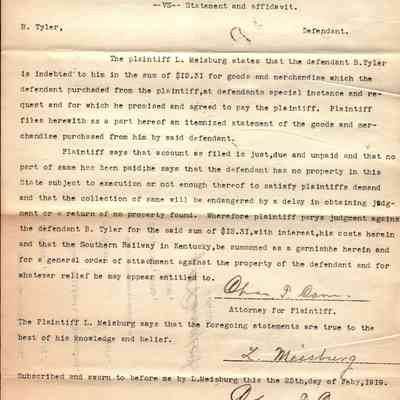 --VS-- Statement and affidavit.
B. Tyler, Defendant.
The plaintiff L. Meisburg states that the defendant B.Tyler
is indebted to him in the sum of $12.31 for goods and merchandise which the
defendant purchaded from the plaintiff,at defendants special instance and re-
quest and for which he promised and agreed to pay the plaintiff. Plaintiff
files herewith as a part hereof an itemnised statement of the goods and mer-
chandise purchased from him by said defendant.
Plaintiff says that account as filed is just,due and unpaid and that no
part of same has been paid;he says that the defendant has no property in this
State subject to execution or not enough thereof to satisfy plaintiffs demand
and that the collection of same will be endangered by a delay in obtaining judg-
ment or a return of no property found. Wherefore plaintiff parys judgment against
the defendant B. Tyler for the said sum of $12.31,with interest,his costs herein
and that the Southern Railway in Kentucky,be summoned as a garnishhe herein and
for a general order of attachment against the property of the defendant and for
whatever relief he may appear entitled to.
Attorney for Plaintiff.
The Plaintiff L. Meisburg says that the foregoing statements are true to the
best of his knowledge and belief.
L. Meisburg
Subscribed and sworn to before me by L.Meisburg this the 25th,day of Feby,1919.